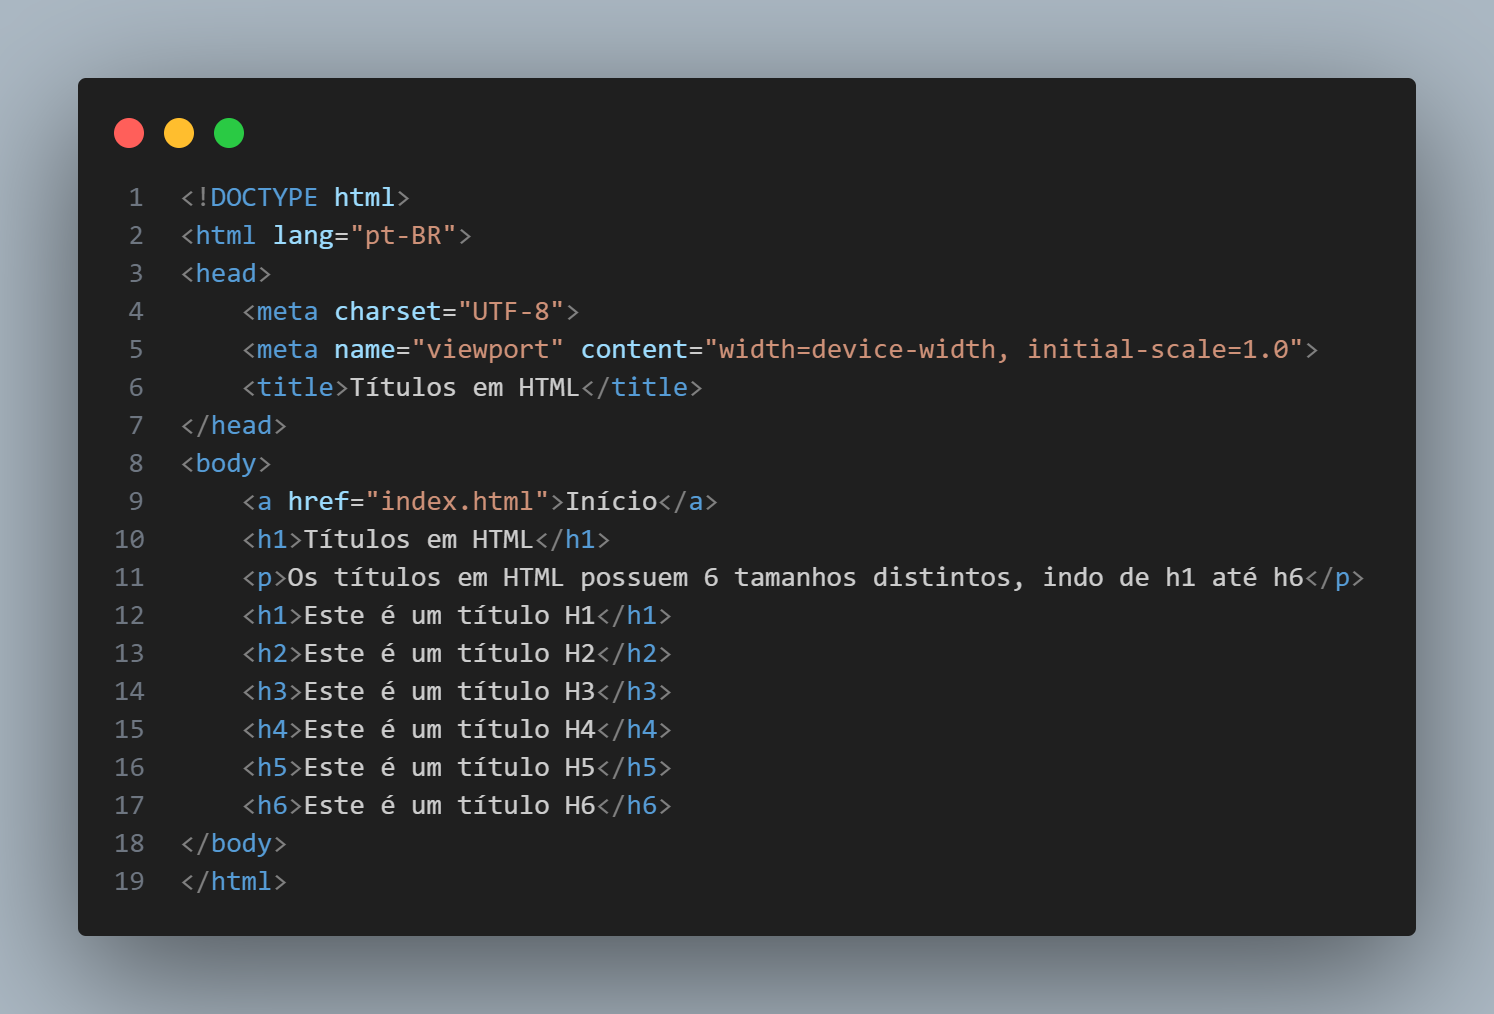 1 <!DOCTYPE html>
2 <html lang="pt-BR">
3 <head>
4     <meta charset="UTF-8">
5     <meta name="viewport" content="width=device-width, initial-scale=1.0">
6     <title>Títulos em HTML</title>
7 </head>
8 <body>
9     <a href="index.html">Início</a>
10     <h1>Títulos em HTML</h1>
11     <p>Os títulos em HTML possuem 6 tamanhos distintos, indo de h1 até h6</p>
12     <h1>Este é um título H1</h1>
13     <h2>Este é um título H2</h2>
14     <h3>Este é um título H3</h3>
15     <h4>Este é um título H4</h4>
16     <h5>Este é um título H5</h5>
17     <h6>Este é um título H6</h6>
18 </body>
19 </html>